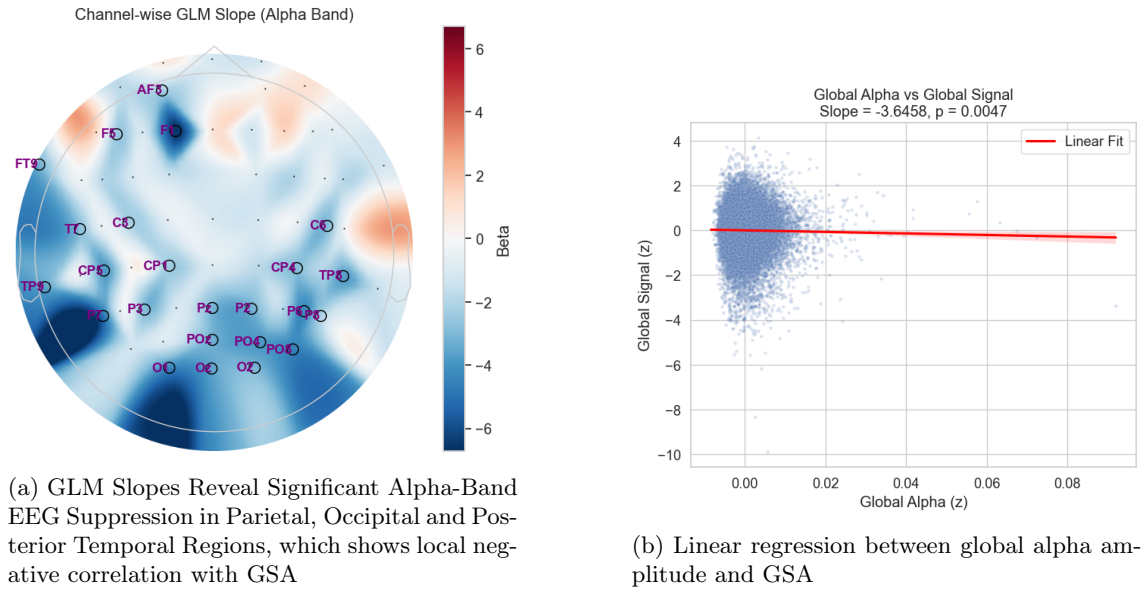 Channel-wise GLM Slope (Alpha Band)
AF3
F5
F1
FT9
C3
C6
T7
CP5
CP1
CP4
TP8
TP9
P7
P3
Pz
P2
P6
P8
POz
PO4
PO8
O1
Oz
O2
6
4
2
0
−2
−4
−6
Beta
(a) GLM Slopes Reveal Significant Alpha-Band
EEG Suppression in Parietal, Occipital and Pos-
terior Temporal Regions, which shows local neg-
ative correlation with GSA
Global Alpha vs Global Signal
Slope = -3.6458, p = 0.0047
Linear Fit
4
2
0
−2
−4
−6
−8
−10
Global Signal (z)
0.00
0.02
0.04
0.06
0.08
Global Alpha (z)
(b) Linear regression between global alpha am-
plitude and GSA